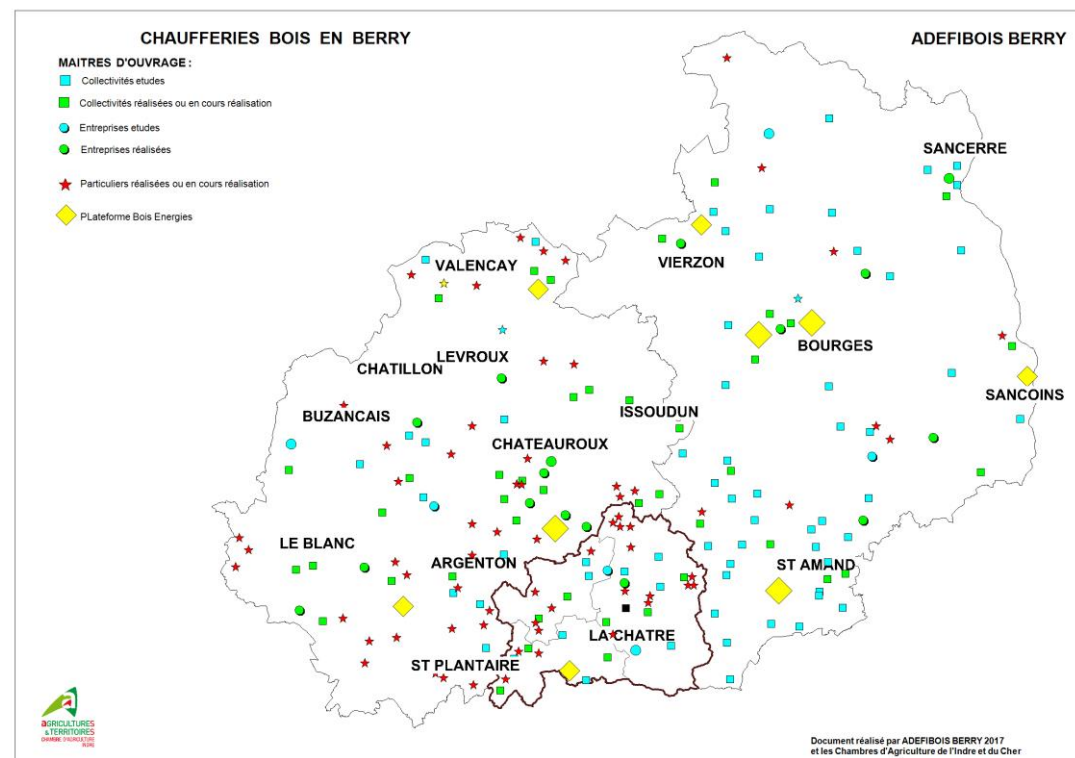 CHAUFFERIES BOIS EN BERRY
ADEFIBOIS BERRY
MAITRES D'OUVRAGE :
Collectivités etudes
Collectivités réalisées ou en cours réalisation
Entreprises etudes
Entreprises réalisées
Particuliers réalisées ou en cours réalisation
PLateforme Bois Energies
SANCERRE
VIERZON
VALENCAY
BOURGES
LEVROUX
CHATILLON
SANCOINS
BUZANCAIS
ISSOUDUN
CHATEAUROUX
LE BLANC
ARGENTON
ST AMAND
LA CHATRE
ST PLANTAIRE
AGRICULTURES
& TERRITOIRES
CHAMBRE D'AGRICULTURE
INDRE
Document réalisé par ADEFIBOIS BERRY 2017
et les Chambres d'Agriculture de l'Indre et du Cher